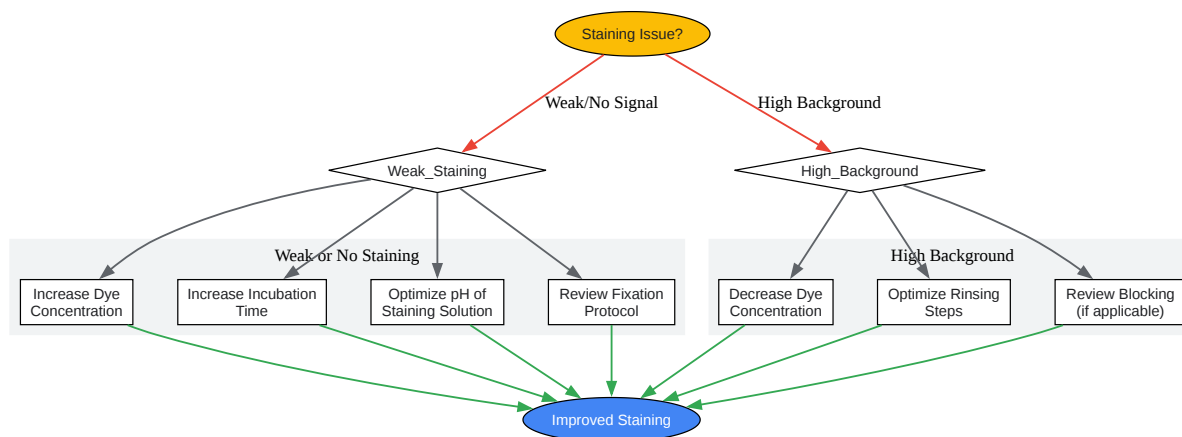 Staining Issue?
Weak/No Signal
High Background
Weak_Staining
High_Background
Weak or No Staining
High Background
Increase Dye
Concentration
Increase Incubation
Time
Optimize pH of
Staining Solution
Review Fixation
Protocol
Decrease Dye
Concentration
Optimize Rinsing
Steps
Review Blocking
(if applicable)
Improved Staining